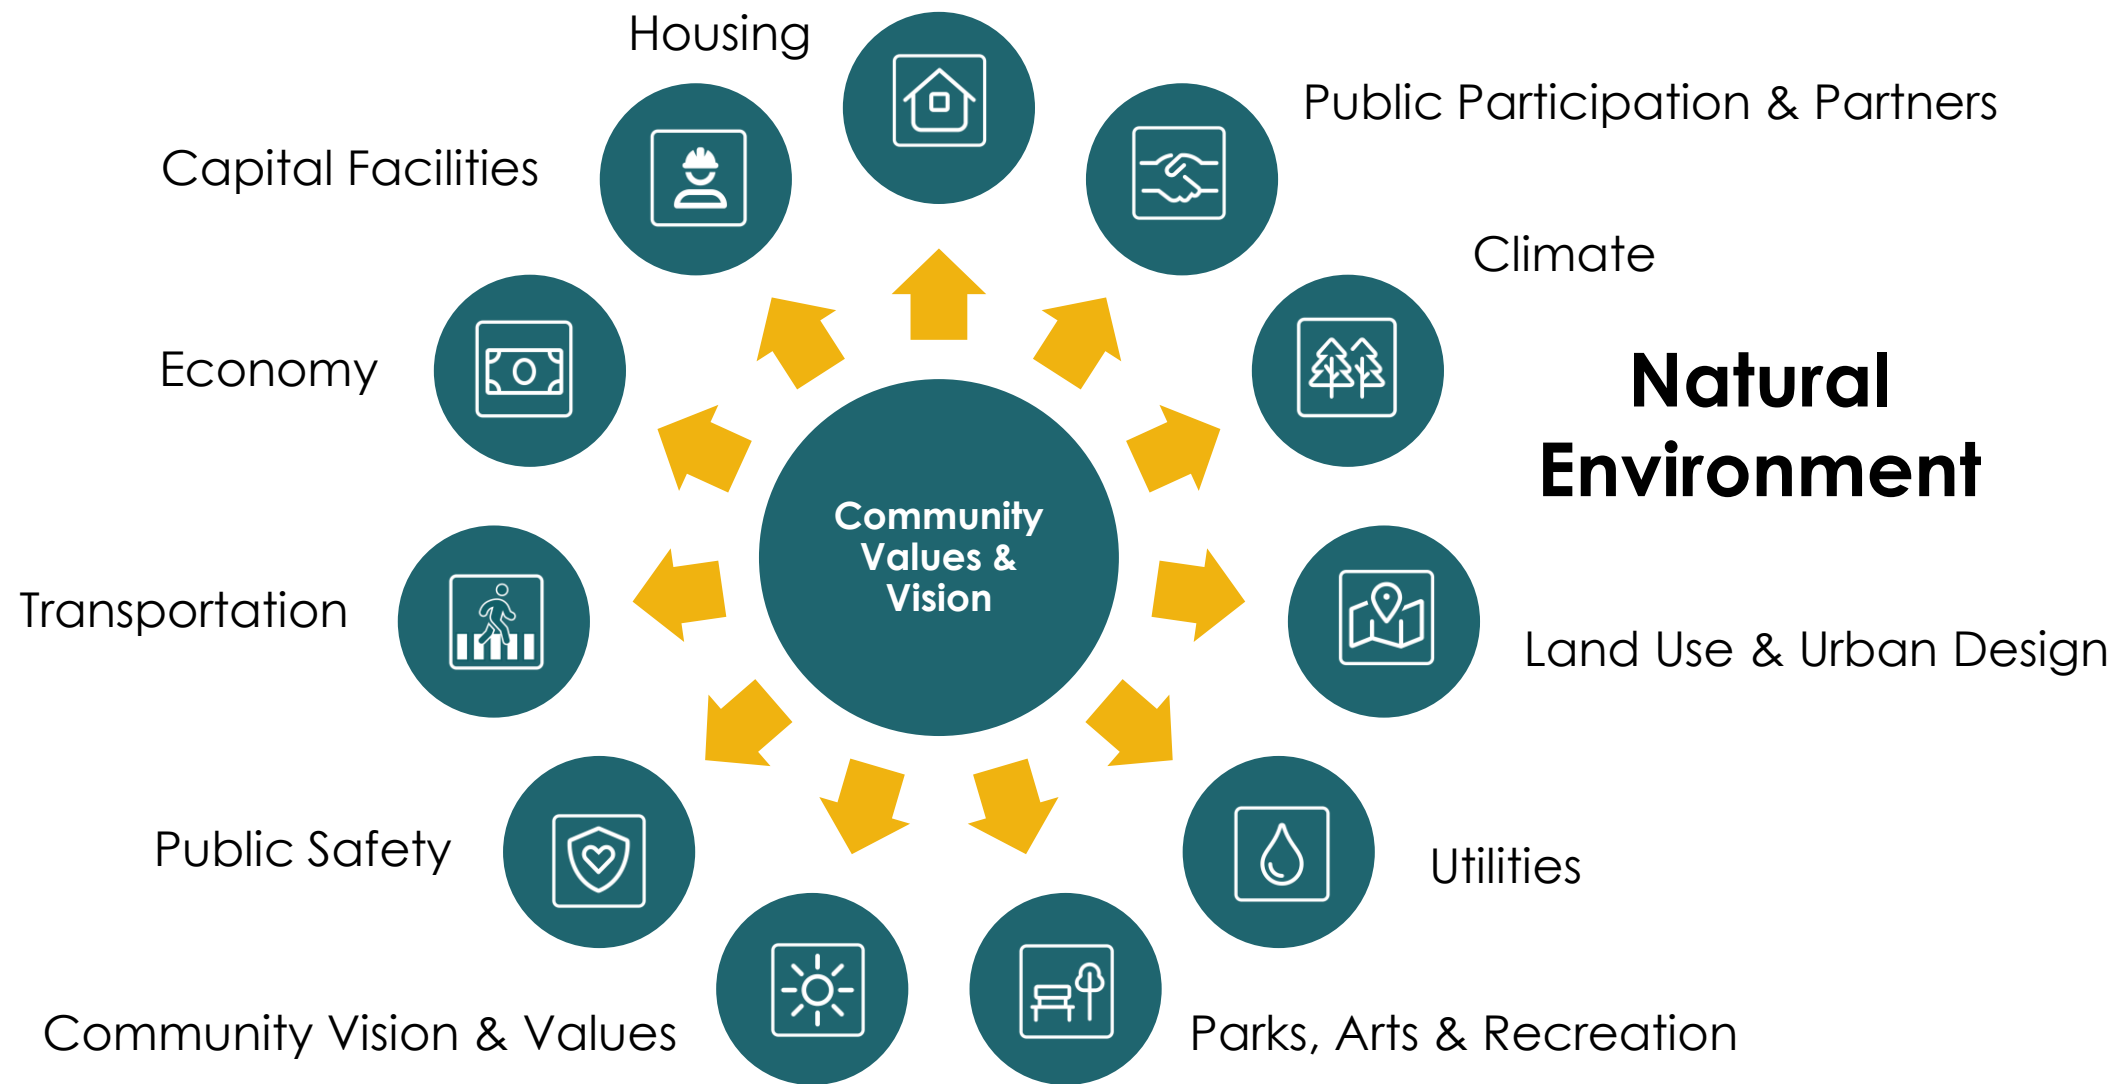 Housing
Public Participation & Partners
Capital Facilities
Climate
Economy
Natural
Environment
Community
Values &
Vision
Transportation
Land Use & Urban Design
Public Safety
Utilities
Community Vision & Values
Parks, Arts & Recreation